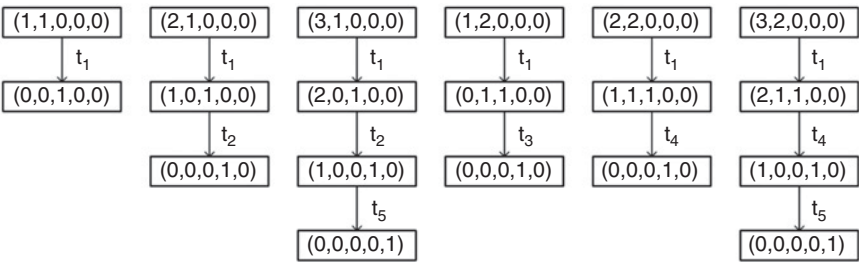 (1,1,0,0,0) (2,1,0,0,0) (3,1,0,0,0) (1,2,0,0,0) (2,2,0,0,0) (3,2,0,0,0)
t₁ t₁ t₁ t₁ t₁ t₁
(0,0,1,0,0) (1,0,1,0,0) (2,0,1,0,0) (0,1,1,0,0) (1,1,1,0,0) (2,1,1,0,0)
t₂ t₂ t₃ t₄ t₄
(0,0,0,1,0) (1,0,0,1,0) (0,0,0,1,0) (0,0,0,1,0) (1,0,0,1,0)
t₅ t₅
(0,0,0,0,1) (0,0,0,0,1)